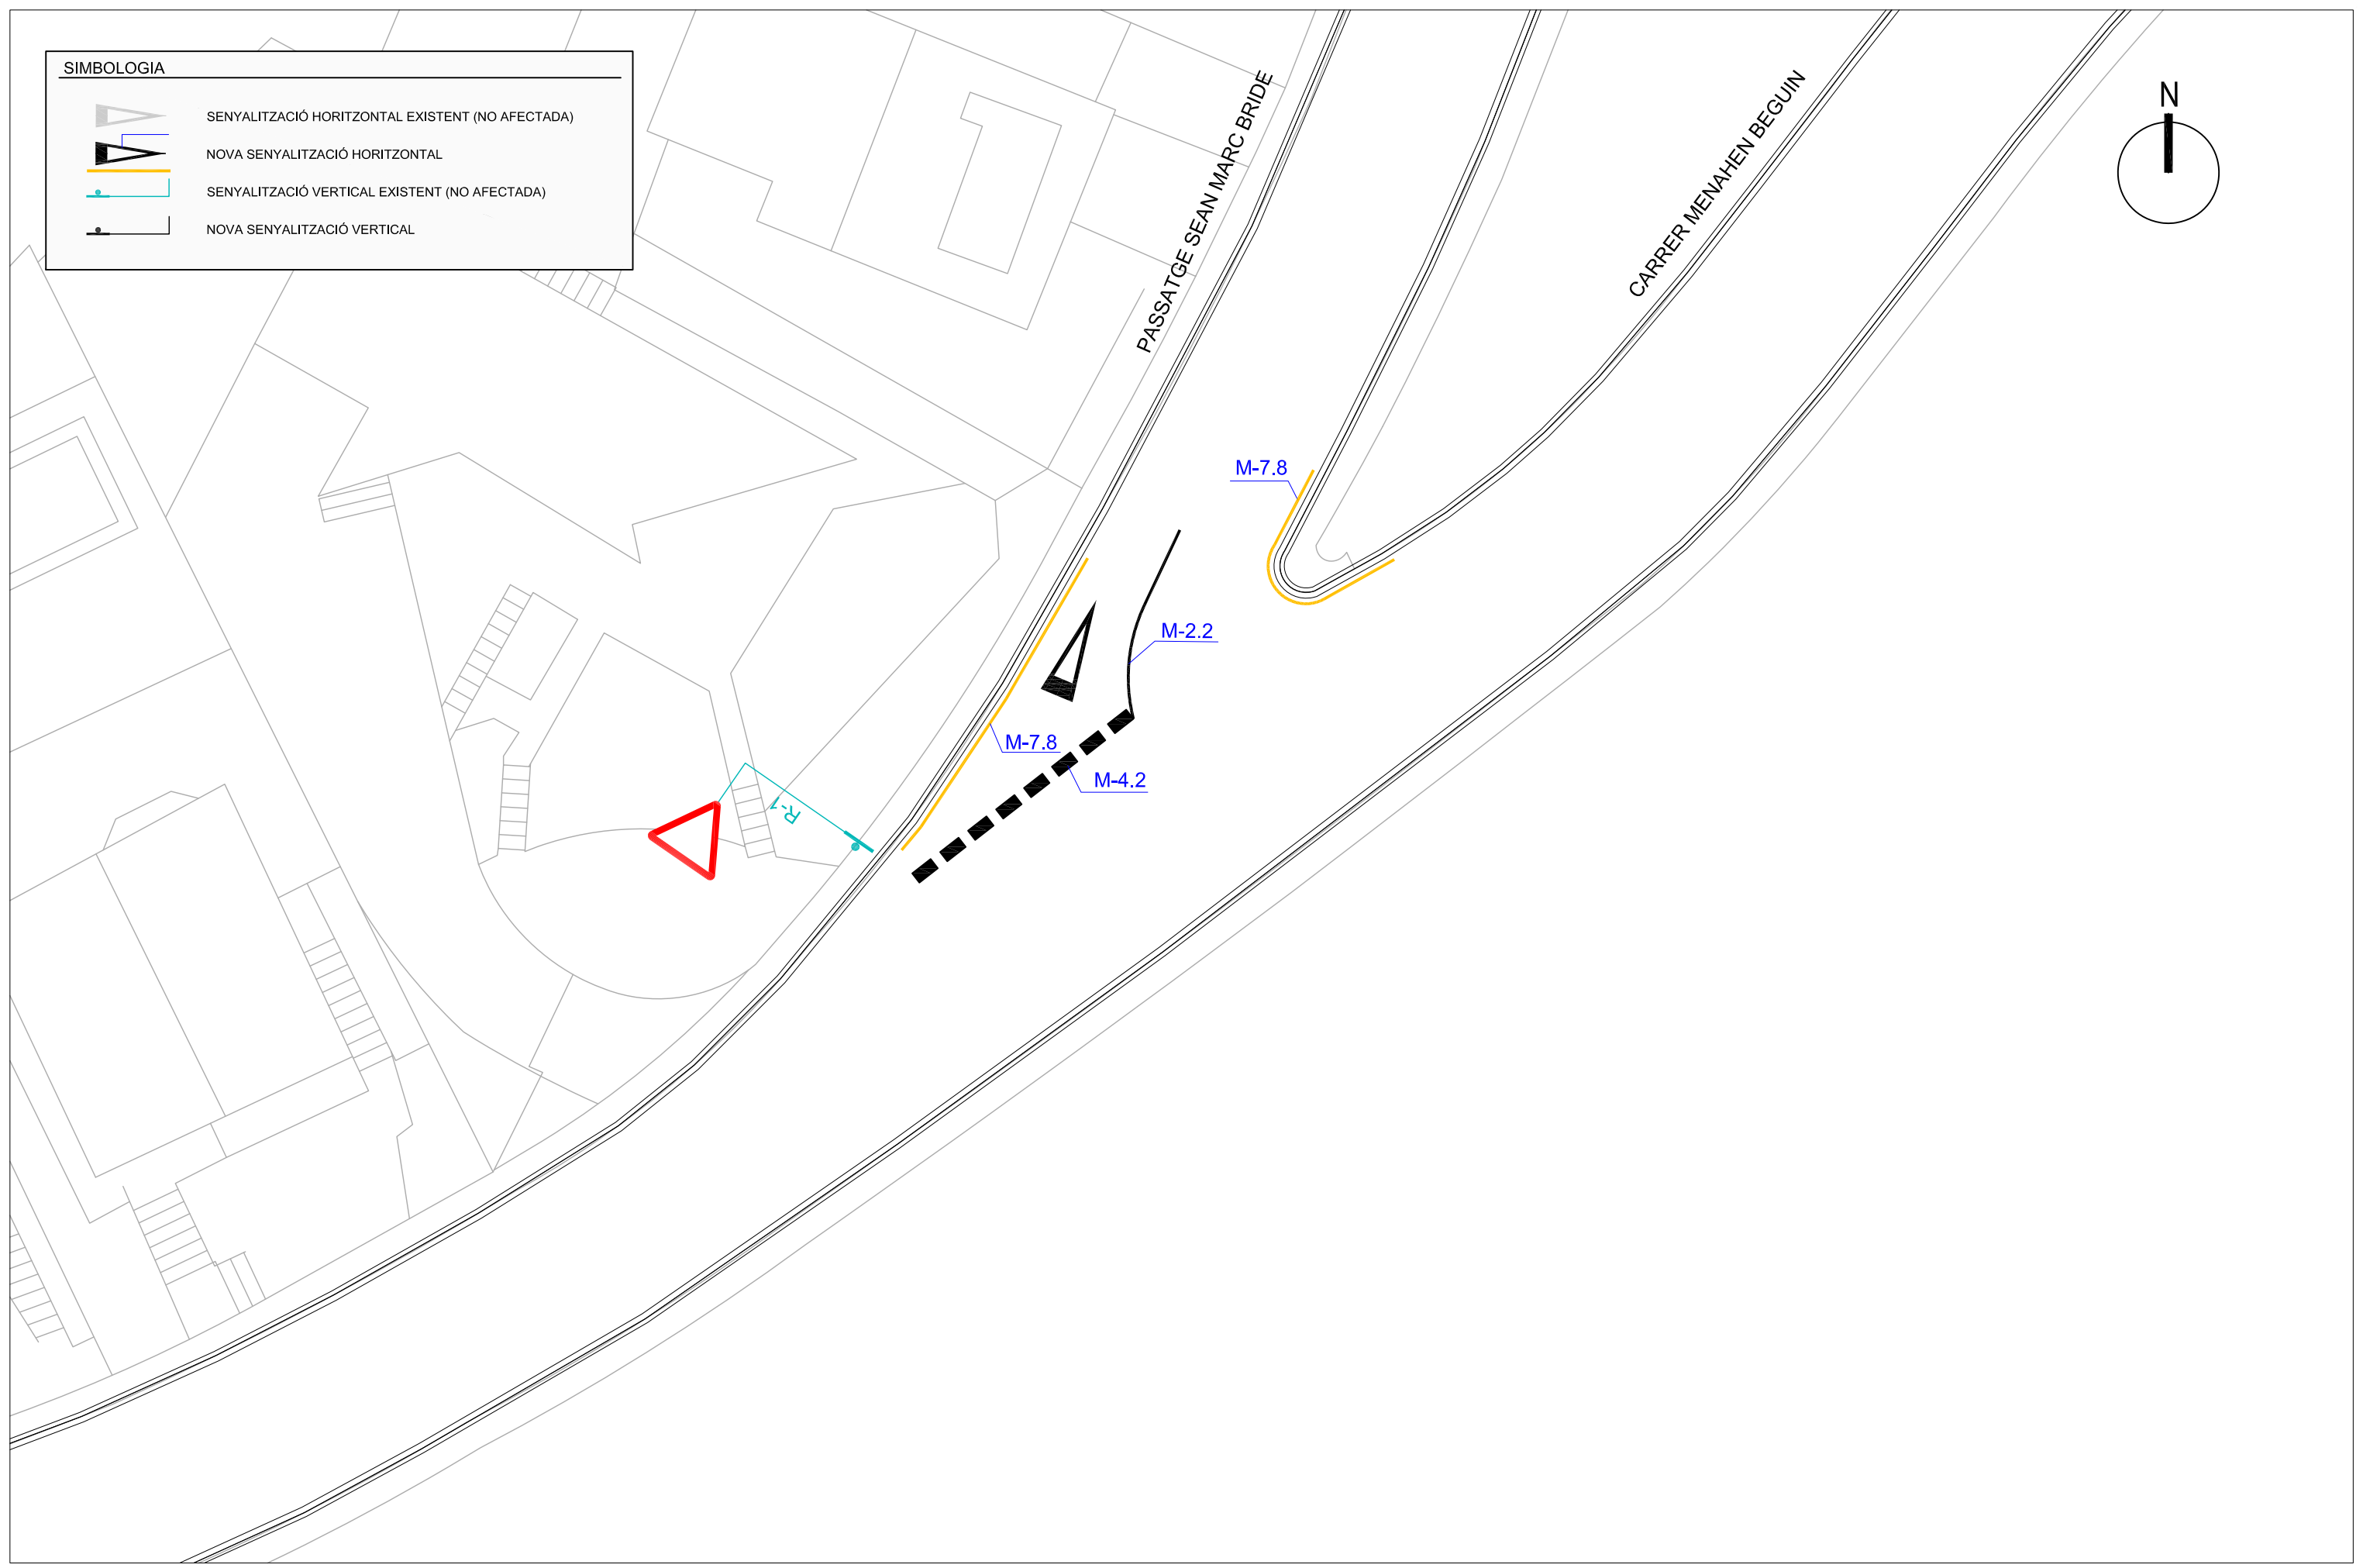 SIMBOLOGIA
SENYALITZACIÓ HORITZONTAL EXISTENT (NO AFECTADA)
NOVA SENYALITZACIÓ HORITZONTAL
SENYALITZACIÓ VERTICAL EXISTENT (NO AFECTADA)
NOVA SENYALITZACIÓ VERTICAL
PASSATGE SEAN MARC BRIDE
CARRER MENAHEN BEGUIN
N
M-7.8
M-2.2
M-7.8
M-4.2
R-1